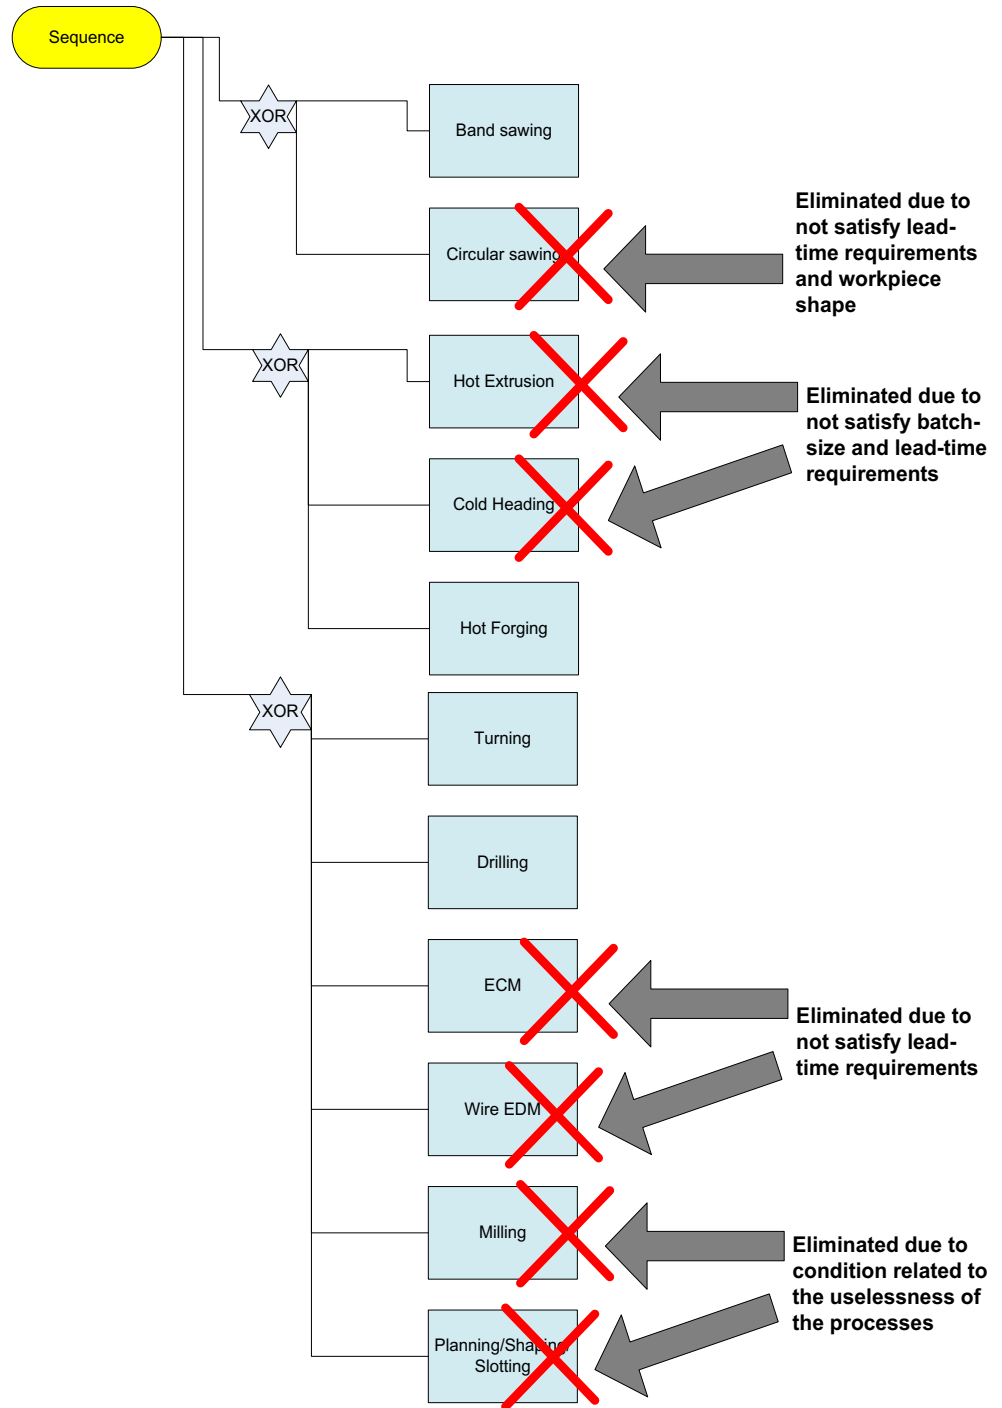 Sequence
XOR
Band sawing
Circular sawing
Eliminated due to
not satisfy lead-
time requirements
and workpiece
shape
XOR
Hot Extrusion
Cold Heading
Eliminated due to
not satisfy batch-
size and lead-time
requirements
Hot Forging
XOR
Turning
Drilling
ECM
Wire EDM
Eliminated due to
not satisfy lead-
time requirements
Milling
Planning/Shaping/
Slotting
Eliminated due to
condition related to
the uselessness of
the processes